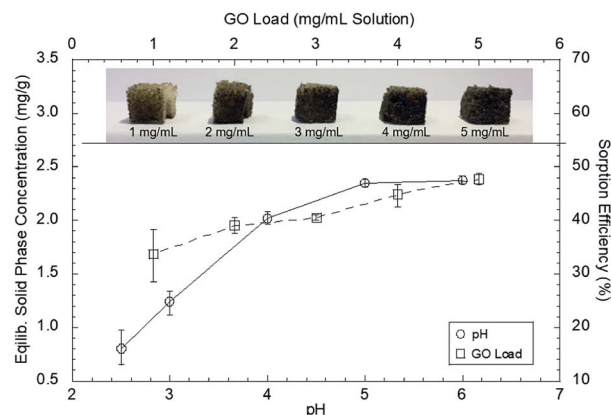 GO Load (mg/mL Solution)
0 1 2 3 4 5 6
3.5 70
3.0 60
1 mg/mL 2 mg/mL 3 mg/mL 4 mg/mL 5 mg/mL
2.5 50
2.0 40
1.5 30
1.0 20
0.5 10
Eqilib. Solid Phase Concentration (mg/g)
Sorption Efficiency (%)
pH
GO Load
2 3 4 5 6 7
pH